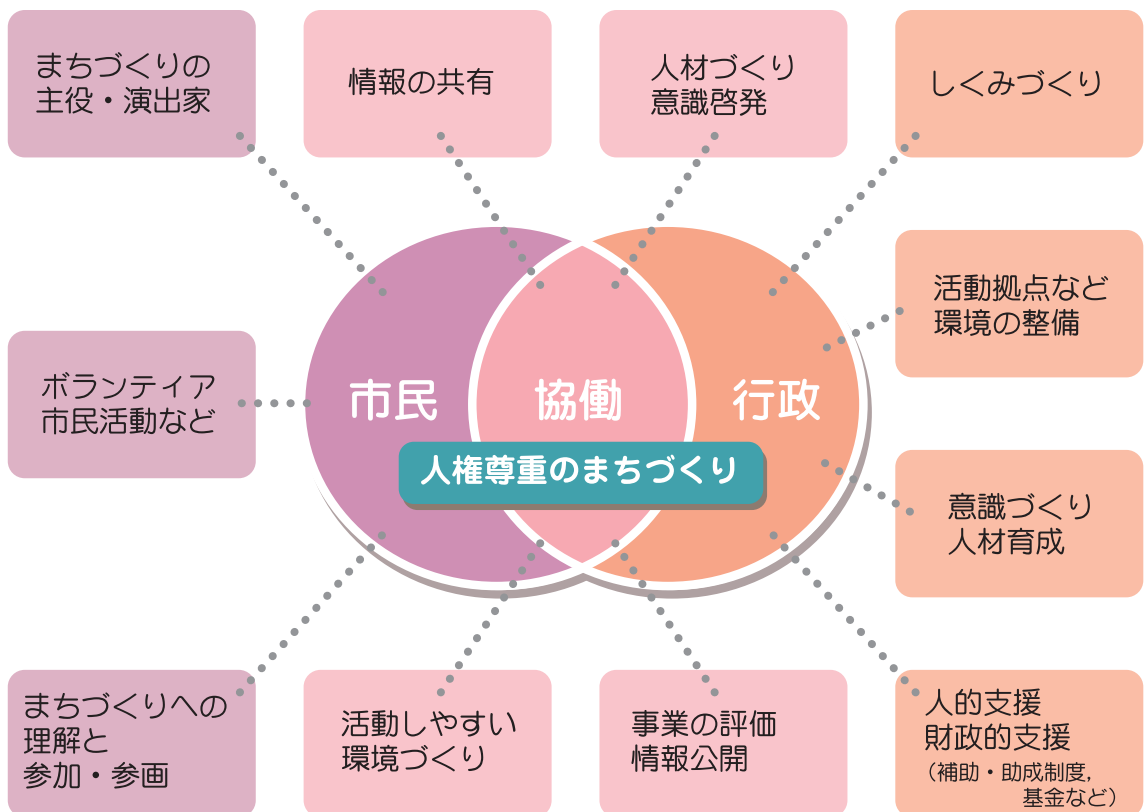 まちづくりの
主役・演出家
情報の共有
人材づくり
意識啓発
しくみづくり
活動拠点など
環境の整備
ボランティア
市民活動など
市民
協働
行政
人権尊重のまちづくり
意識づくり
人材育成
まちづくりへの
理解と
参加・参画
活動しやすい
環境づくり
事業の評価
情報公開
人的支援
財政的支援
（補助・助成制度，
基金など）